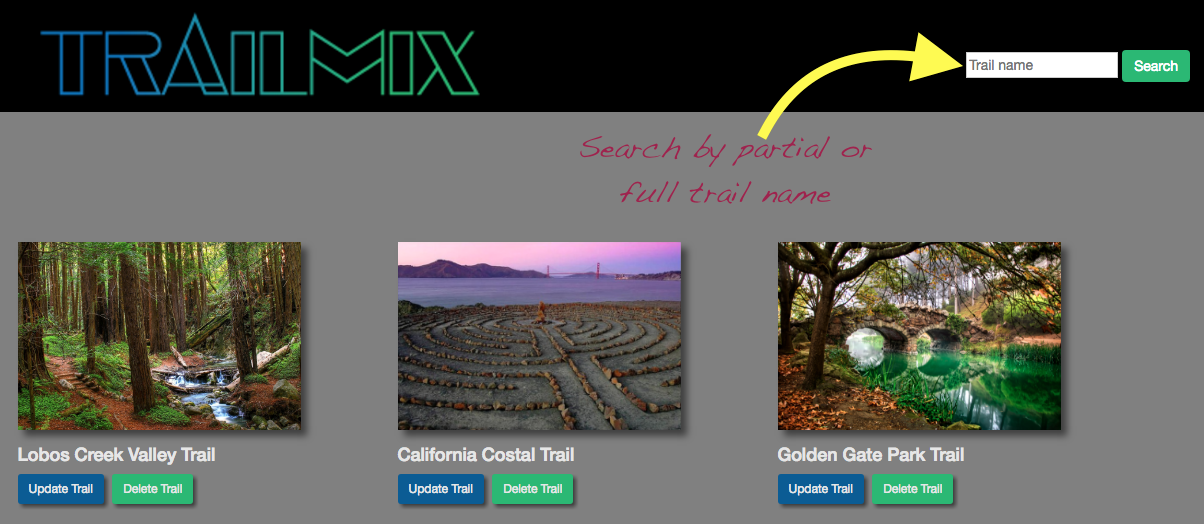 TRAILMIX
Trail name
Search
Search by partial or
full trail name
Lobos Creek Valley Trail
California Costal Trail
Golden Gate Park Trail
Update Trail
Delete Trail
Update Trail
Delete Trail
Update Trail
Delete Trail